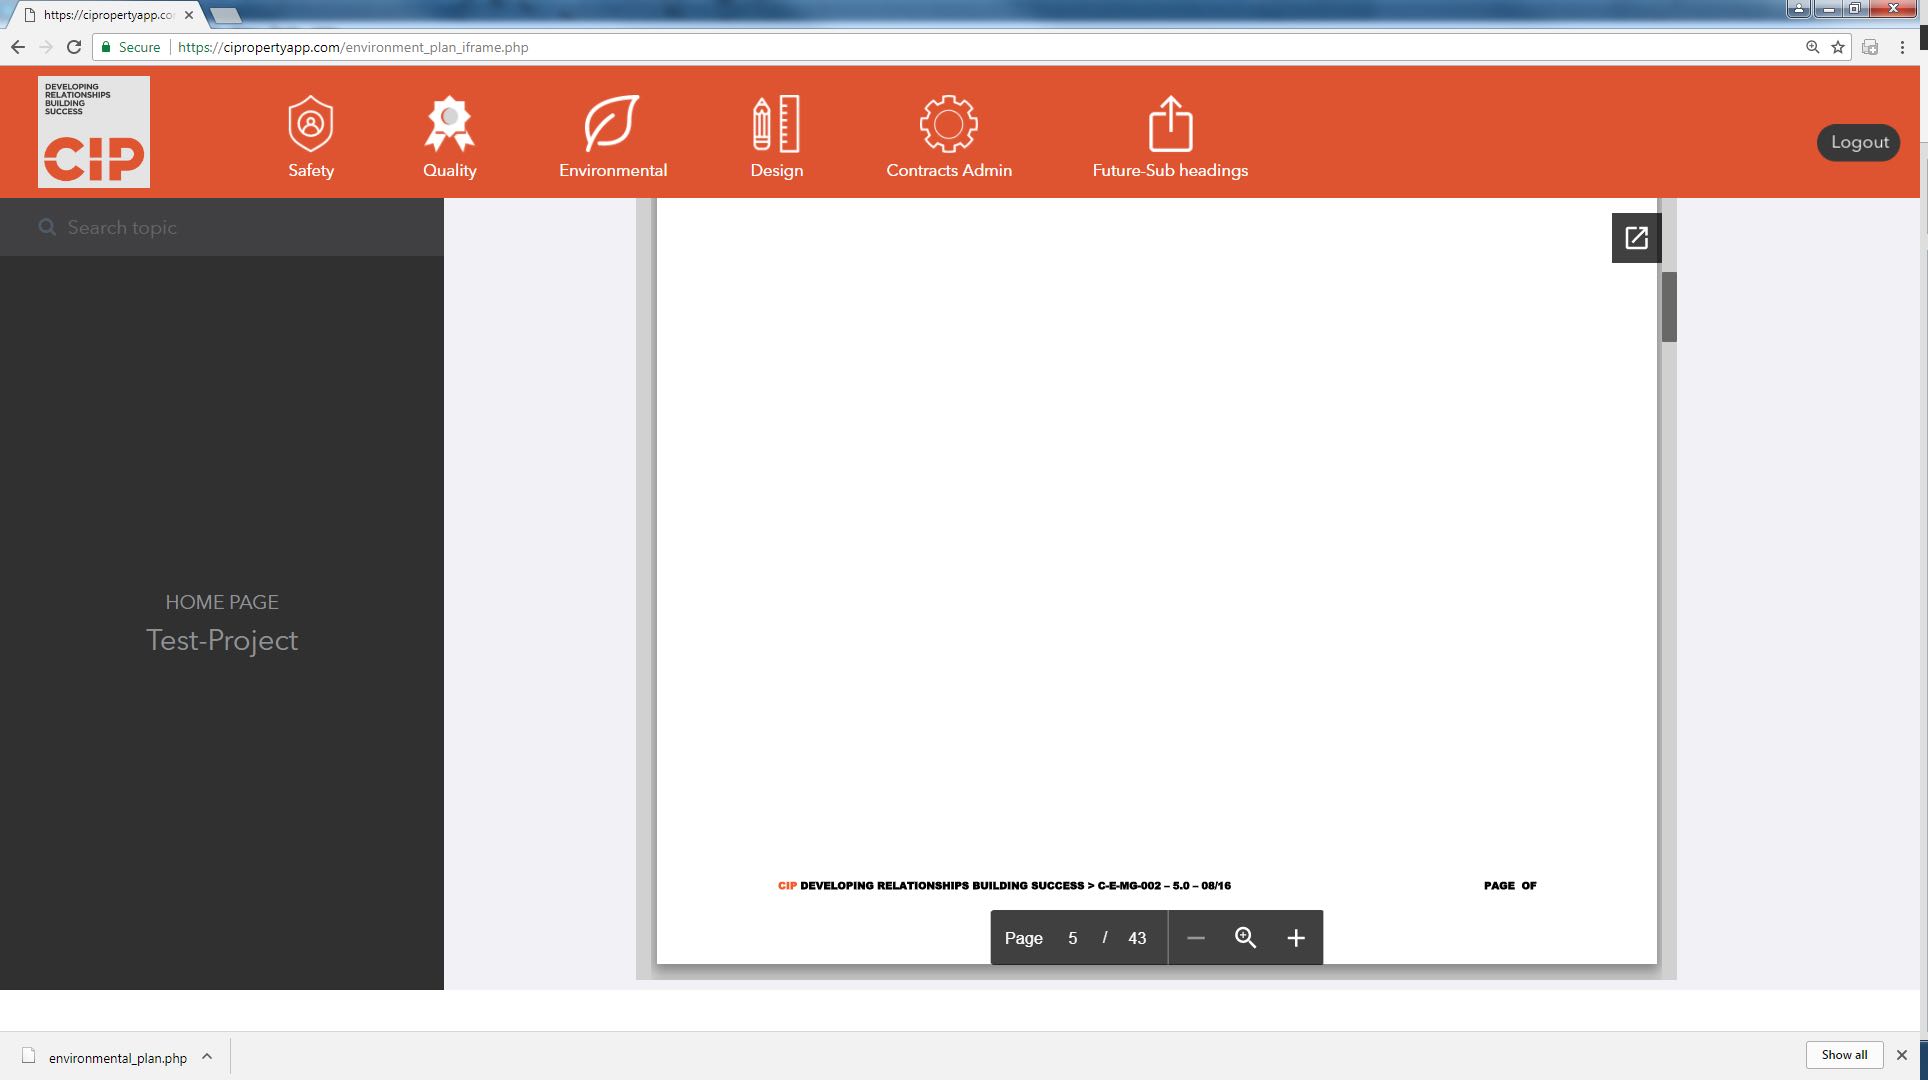 https://cipropertyapp.co
Secure
https://cipropertyapp.com/environment_plan_iframe.php
DEVELOPING
RELATIONSHIPS
BUILDING
SUCCESS
CIP
Safety
Quality
Environmental
Design
Contracts Admin
Future-Sub headings
Logout
Search topic
HOME PAGE
Test-Project
CIP DEVELOPING RELATIONSHIPS BUILDING SUCCESS > C-E-MG-002 – 5.0 – 08/16
PAGE OF
Page 5 / 43
environmental_plan.php
Show all